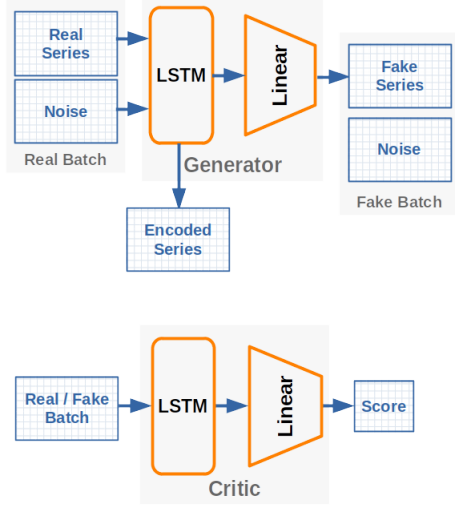 Real
Series
Noise
Real Batch
LSTM
Linear
Generator
Fake
Series
Noise
Fake Batch
Encoded
Series
Real / Fake
Batch
LSTM
Linear
Critic
Score